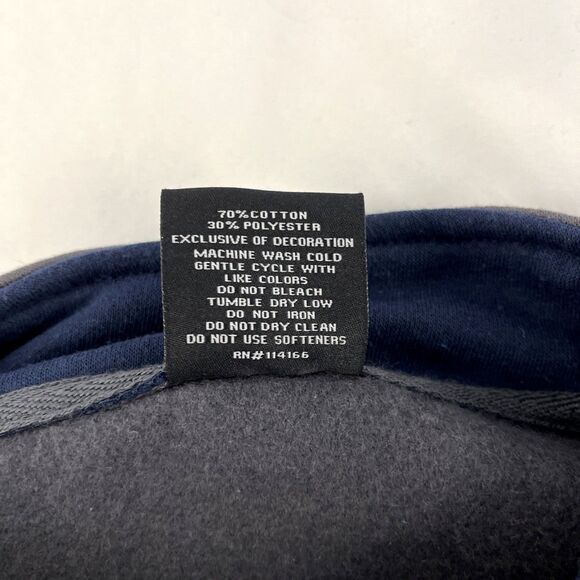 70%COTTON
30% POLYESTER
EXCLUSIVE OF DECORATION
MACHINE WASH COLD
GENTLE CYCLE WITH
LIKE COLORS
DO NOT BLEACH
TUMBLE DRY LOW
DO NOT IRON
DO NOT DRY CLEAN
DO NOT USE SOFTENERS
RN#114166